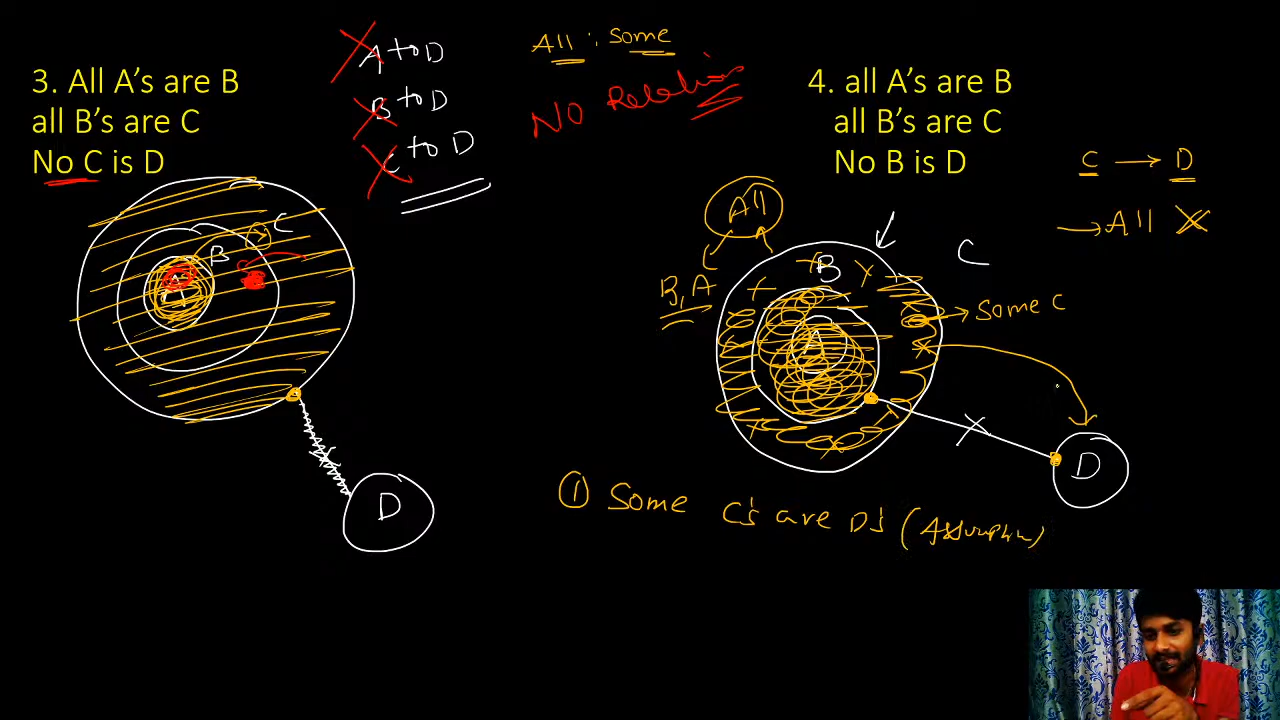 3. All A's are B
all B's are C
No C is D
A to D
B to D
C to D
All : Some
NO Relation
C
B
A
D
4. all A's are B
all B's are C
No B is D
C → D
→ All X
All
B, A
B
C
A
→ Some C
D
① Some C's are D's (Assumption)